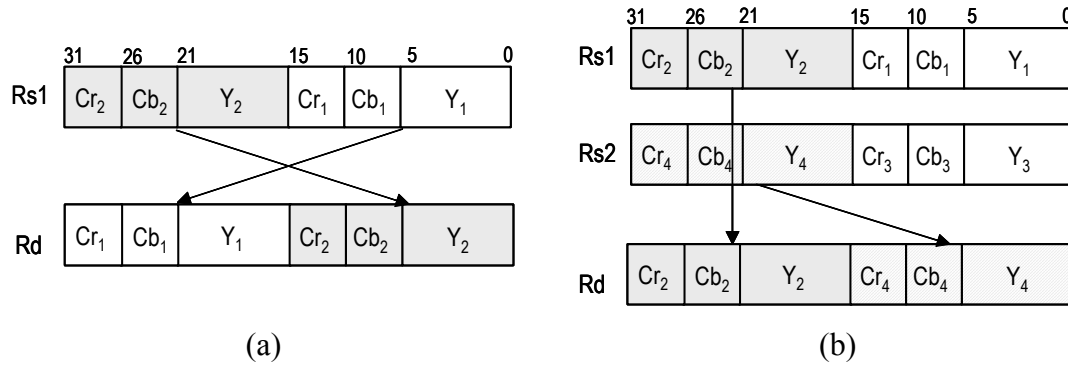 31 26 21 15 10 5 0
Rs1 Cr2 Cb2 Y2 Cr1 Cb1 Y1
Rd Cr1 Cb1 Y1 Cr2 Cb2 Y2
(a)
31 26 21 15 10 5 0
Rs1 Cr2 Cb2 Y2 Cr1 Cb1 Y1
Rs2 Cr4 Cb4 Y4 Cr3 Cb3 Y3
Rd Cr2 Cb2 Y2 Cr4 Cb4 Y4
(b)